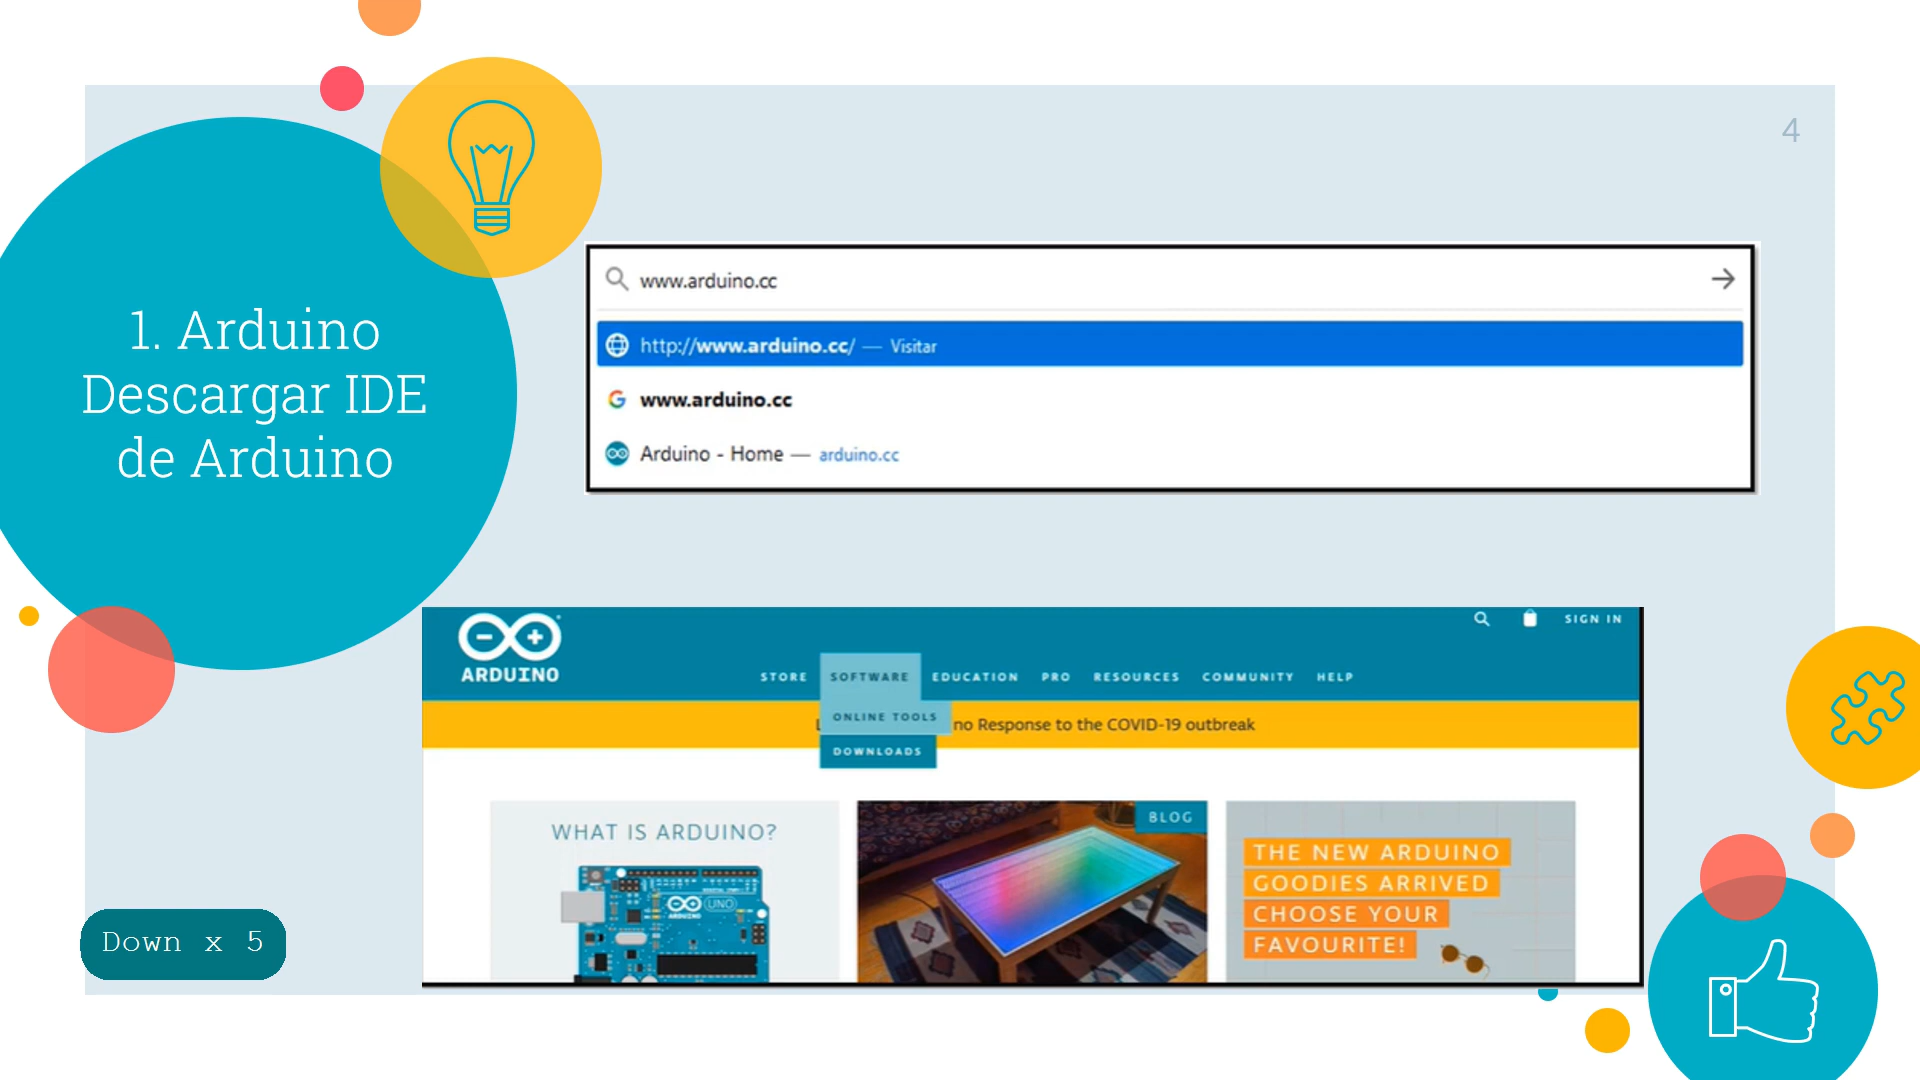 4
1. Arduino
Descargar IDE
de Arduino
www.arduino.cc
http://www.arduino.cc/ — Visitar
www.arduino.cc
Arduino - Home — arduino.cc
ARDUINO
SIGN IN
STORE SOFTWARE EDUCATION PRO RESOURCES COMMUNITY HELP
ONLINE TOOLS
no Response to the COVID-19 outbreak
DOWNLOADS
WHAT IS ARDUINO?
UNO
ARDUINO
BLOG
THE NEW ARDUINO
GOODIES ARRIVED
CHOOSE YOUR
FAVOURITE!
Down x 5